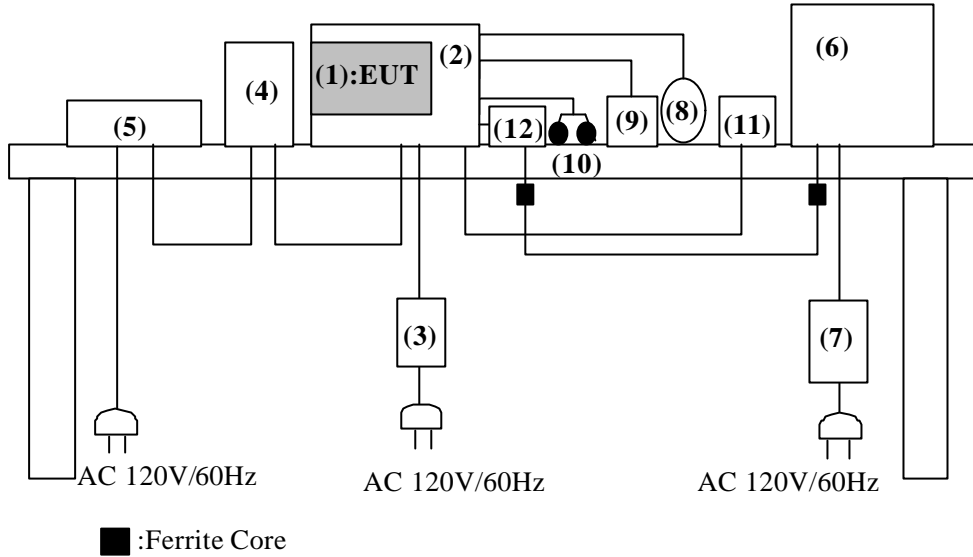 (6)
(1):EUT
(2)
(4)
(8)
(9)
(11)
(12)
(5)
(10)
(3)
(7)
AC 120V/60Hz
AC 120V/60Hz
AC 120V/60Hz
:Ferrite Core